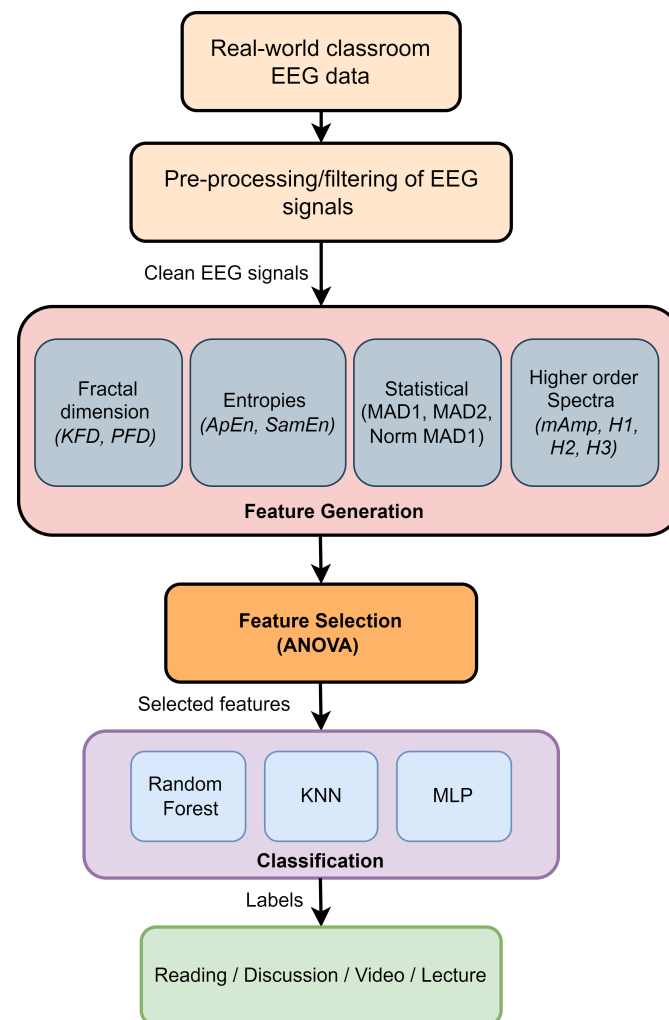 Real-world classroom
EEG data
Pre-processing/filtering of EEG
signals
Clean EEG signals
Fractal
dimension
(KFD, PFD)
Entropies
(ApEn, SamEn)
Statistical
(MAD1, MAD2,
Norm MAD1)
Higher order
Spectra
(mAmp, H1,
H2, H3)
Feature Generation
Feature Selection
(ANOVA)
Selected features
Random
Forest
KNN
MLP
Classification
Labels
Reading / Discussion / Video / Lecture